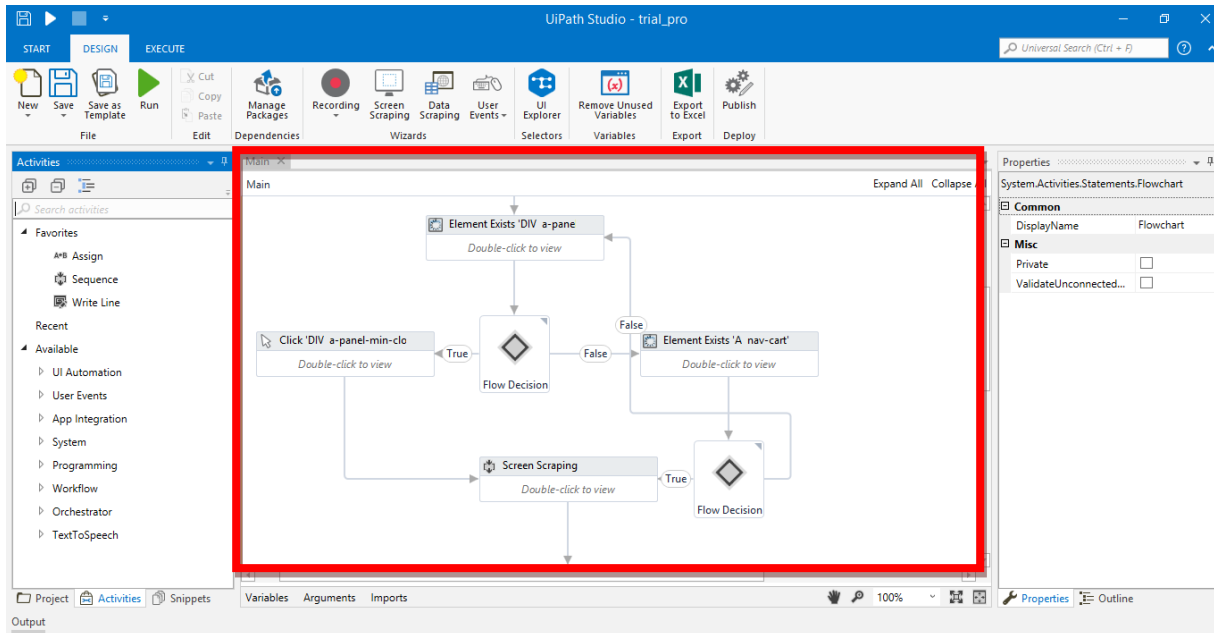 UiPath Studio - trial_pro
START DESIGN EXECUTE
Universal Search (Ctrl + F)
New
Save
Save as
Template
Run
File
Cut
Copy
Paste
Edit
Manage
Packages
Dependencies
Recording
Screen
Scraping
Data
Scraping
User
Events
Wizards
UI
Explorer
Selectors
Remove Unused
Variables
Variables
Export
to Excel
Export
Publish
Deploy
Activities
Search activities
Favorites
A+B Assign
Sequence
Write Line
Recent
Available
UI Automation
User Events
App Integration
System
Programming
Workflow
Orchestrator
TextToSpeech
Project Activities Snippets
Output
Main
Main
Expand All Collapse
Element Exists 'DIV a-pane
Double-click to view
False
Click 'DIV a-panel-min-clo
Double-click to view
True
Flow Decision
False
Element Exists 'A nav-cart'
Double-click to view
Screen Scraping
Double-click to view
True
Flow Decision
Variables Arguments Imports
100%
Properties
System.Activities.Statements.Flowchart
Common
DisplayName Flowchart
Misc
Private
ValidateUnconnected...
Properties Outline